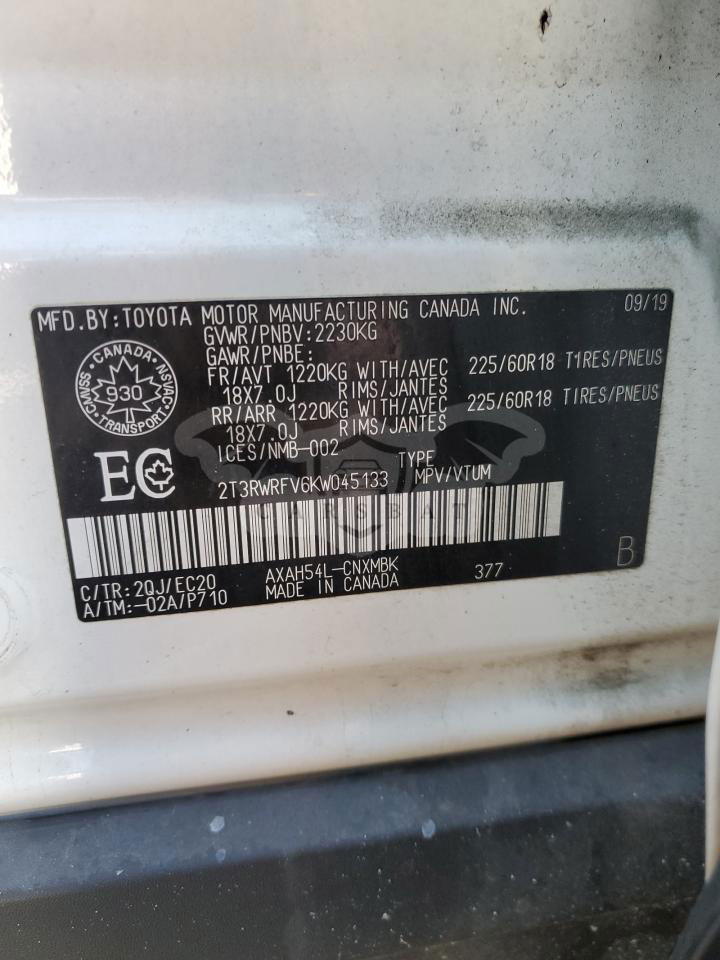 MFD.BY:TOYOTA MOTOR MANUFACTURING CANADA INC. 09/19
GVWR/PNBV:2230KG
GAWR/PNBE:
FR/AVT 1220KG WITH/AVEC 225/60R18 TIRES/PNEUS
18X7.0J RIMS/JANTES
RR/ARR 1220KG WITH/AVEC 225/60R18 TIRES/PNEUS
18X7.0J RIMS/JANTES
ICES/NMB-002 TYPE
2T3RWRFV6KW045133 MPV/VTUM
CANADA
CMVSS 930 NSVAC
TRANSPORT
EC
CARSBAT
B
C/TR:2QJ/EC20 AXAH54L-CNXMBK 377
A/TM:-02A/P710 MADE IN CANADA